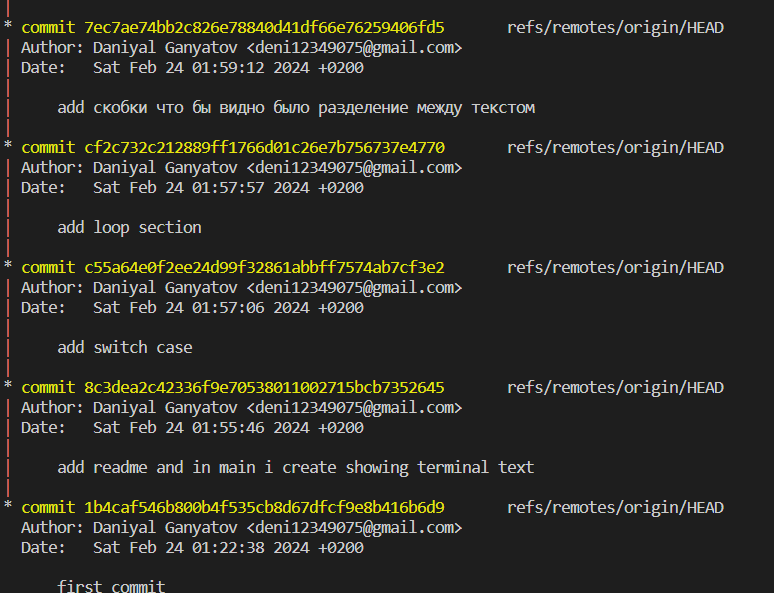 * commit 7ec7ae74bb2c826e78840d41df66e76259406fd5 refs/remotes/origin/HEAD
| Author: Daniyal Ganyatov <deni12349075@gmail.com>
| Date: Sat Feb 24 01:59:12 2024 +0200
|
| add скобки что бы видно было разделение между текстом
|
* commit cf2c732c212889ff1766d01c26e7b756737e4770 refs/remotes/origin/HEAD
| Author: Daniyal Ganyatov <deni12349075@gmail.com>
| Date: Sat Feb 24 01:57:57 2024 +0200
|
| add loop section
|
* commit c55a64e0f2ee24d99f32861abbff7574ab7cf3e2 refs/remotes/origin/HEAD
| Author: Daniyal Ganyatov <deni12349075@gmail.com>
| Date: Sat Feb 24 01:57:06 2024 +0200
|
| add switch case
|
* commit 8c3dea2c42336f9e70538011002715bcb7352645 refs/remotes/origin/HEAD
| Author: Daniyal Ganyatov <deni12349075@gmail.com>
| Date: Sat Feb 24 01:55:46 2024 +0200
|
| add readme and in main i create showing terminal text
|
* commit 1b4caf546b800b4f535cb8d67dfcf9e8b416b6d9 refs/remotes/origin/HEAD
Author: Daniyal Ganyatov <deni12349075@gmail.com>
Date: Sat Feb 24 01:22:38 2024 +0200
first commit